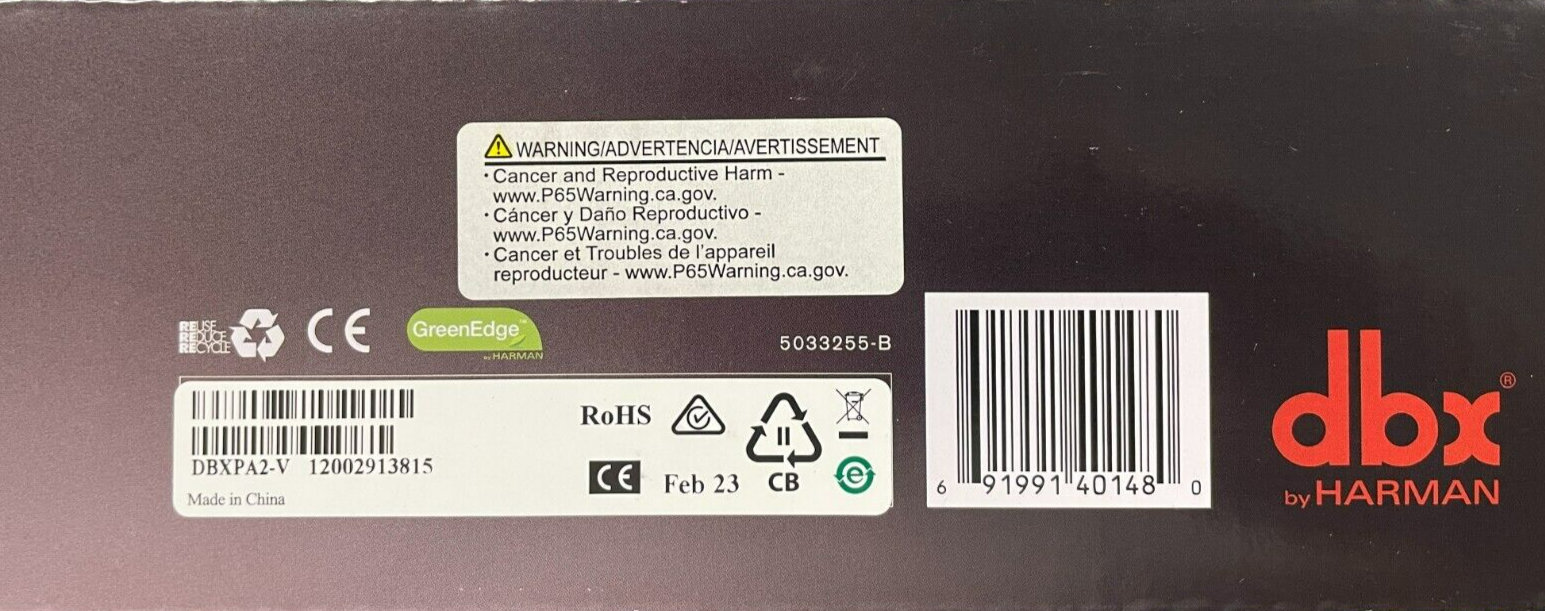 WARNING/ADVERTENCIA/AVERTISSEMENT
· Cancer and Reproductive Harm -
www.P65Warning.ca.gov.
· Cáncer y Daño Reproductivo -
www.P65Warning.ca.gov.
· Cancer et Troubles de l'appareil
reproducteur - www.P65Warning.ca.gov.
REUSE
REDUCE
RECYCLE
CE
GreenEdge™
by HARMAN
5033255-B
DBXPA2-V 12002913815
Made in China
RoHS
CE
Feb 23
CB
e
6 91991 40148 0
dbx®
by HARMAN